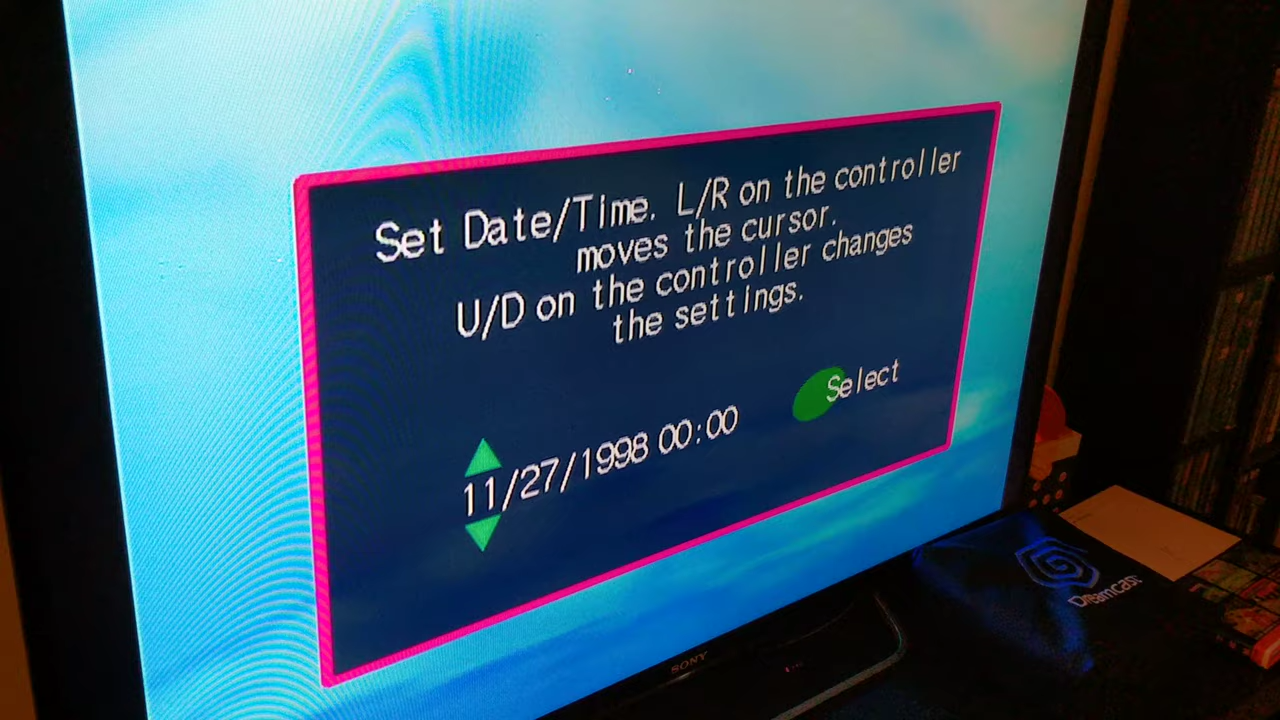 Set Date/Time. L/R on the controller
moves the cursor.
U/D on the controller changes
the settings.
Select
11/27/1998 00:00
SONY
Dreamcast